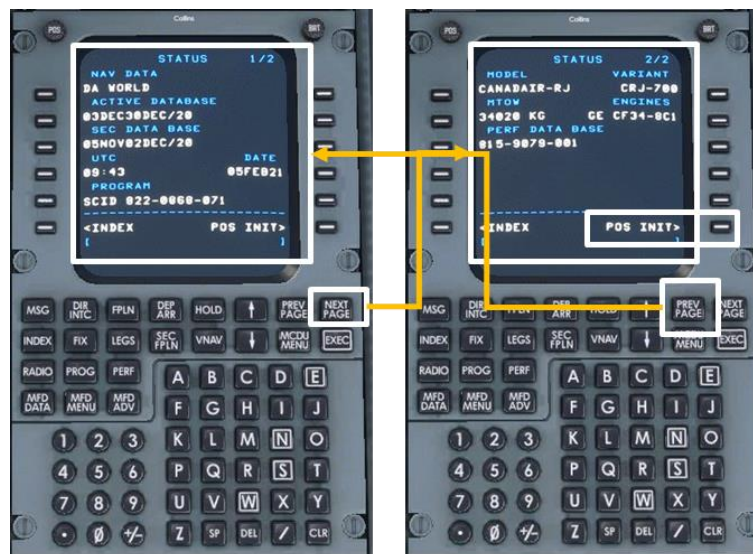 Collins
POS
BRT
STATUS 1/2
NAV DATA
DA WORLD
ACTIVE DATABASE
03DEC30DEC/20
SEC DATA BASE
05NOV02DEC/20
UTC DATE
09:43 05FEB21
PROGRAM
SCID 822-0868-071
<INDEX POS INIT>
[ ]
MSG DIR INTC FPLN DEP ARR HOLD ↑ PREV PAGE NEXT PAGE
INDEX FIX LEGS SEC FPLN VNAV ↓ MCDU MENU EXEC
RADIO PROG PERF
MFD DATA MFD MENU MFD ADV
A B C D E
F G H I J
1 2 3 K L M N O
4 5 6 P Q R S T
7 8 9 U V W X Y
. 0 +/- Z SP DEL / CLR
Collins
POS
BRT
STATUS 2/2
MODEL VARIANT
CANADAIR-RJ CRJ-700
MTOW ENGINES
34020 KG GE CF34-8C1
PERF DATA BASE
815-9079-001
<INDEX POS INIT>
[ ]
MSG DIR INTC FPLN DEP ARR HOLD ↑ PREV PAGE NEXT PAGE
INDEX FIX LEGS SEC FPLN VNAV ↓ MENU EXEC
RADIO PROG PERF
MFD DATA MFD MENU MFD ADV
A B C D E
F G H I J
1 2 3 K L M N O
4 5 6 P Q R S T
7 8 9 U V W X Y
. 0 +/- Z SP DEL / CLR